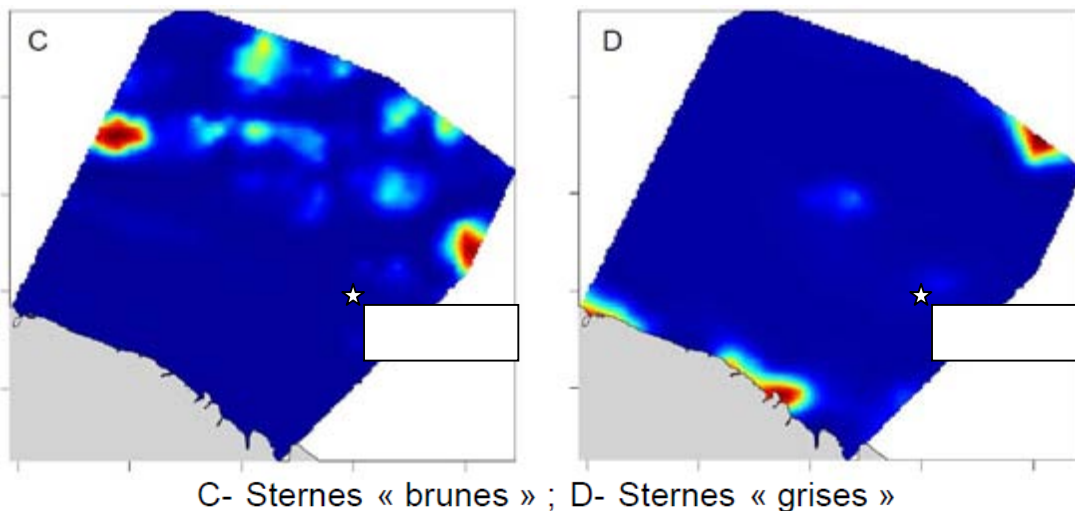 C
D
C- Sternes « brunes » ; D- Sternes « grises »